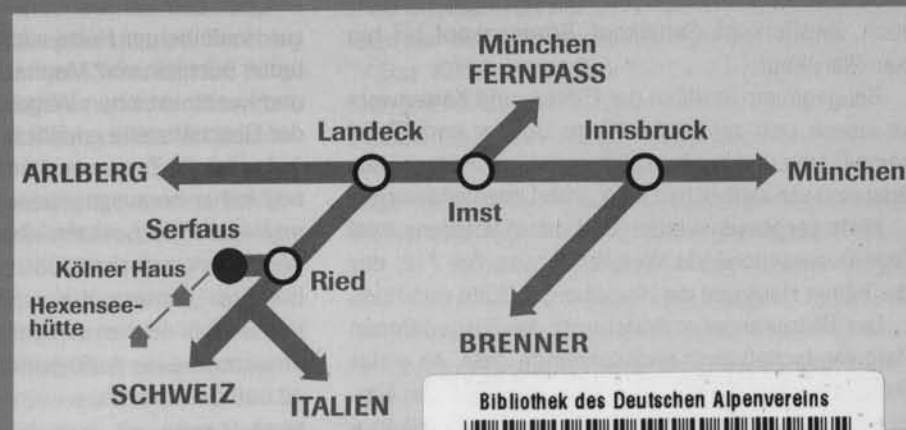 München
FERNPASS
Landeck
Innsbruck
ARLBERG
München
Imst
Serfaus
Kölner Haus
Ried
Hexensee-
hütte
BRENNER
SCHWEIZ
ITALIEN
Bibliothek des Deutschen Alpenvereins